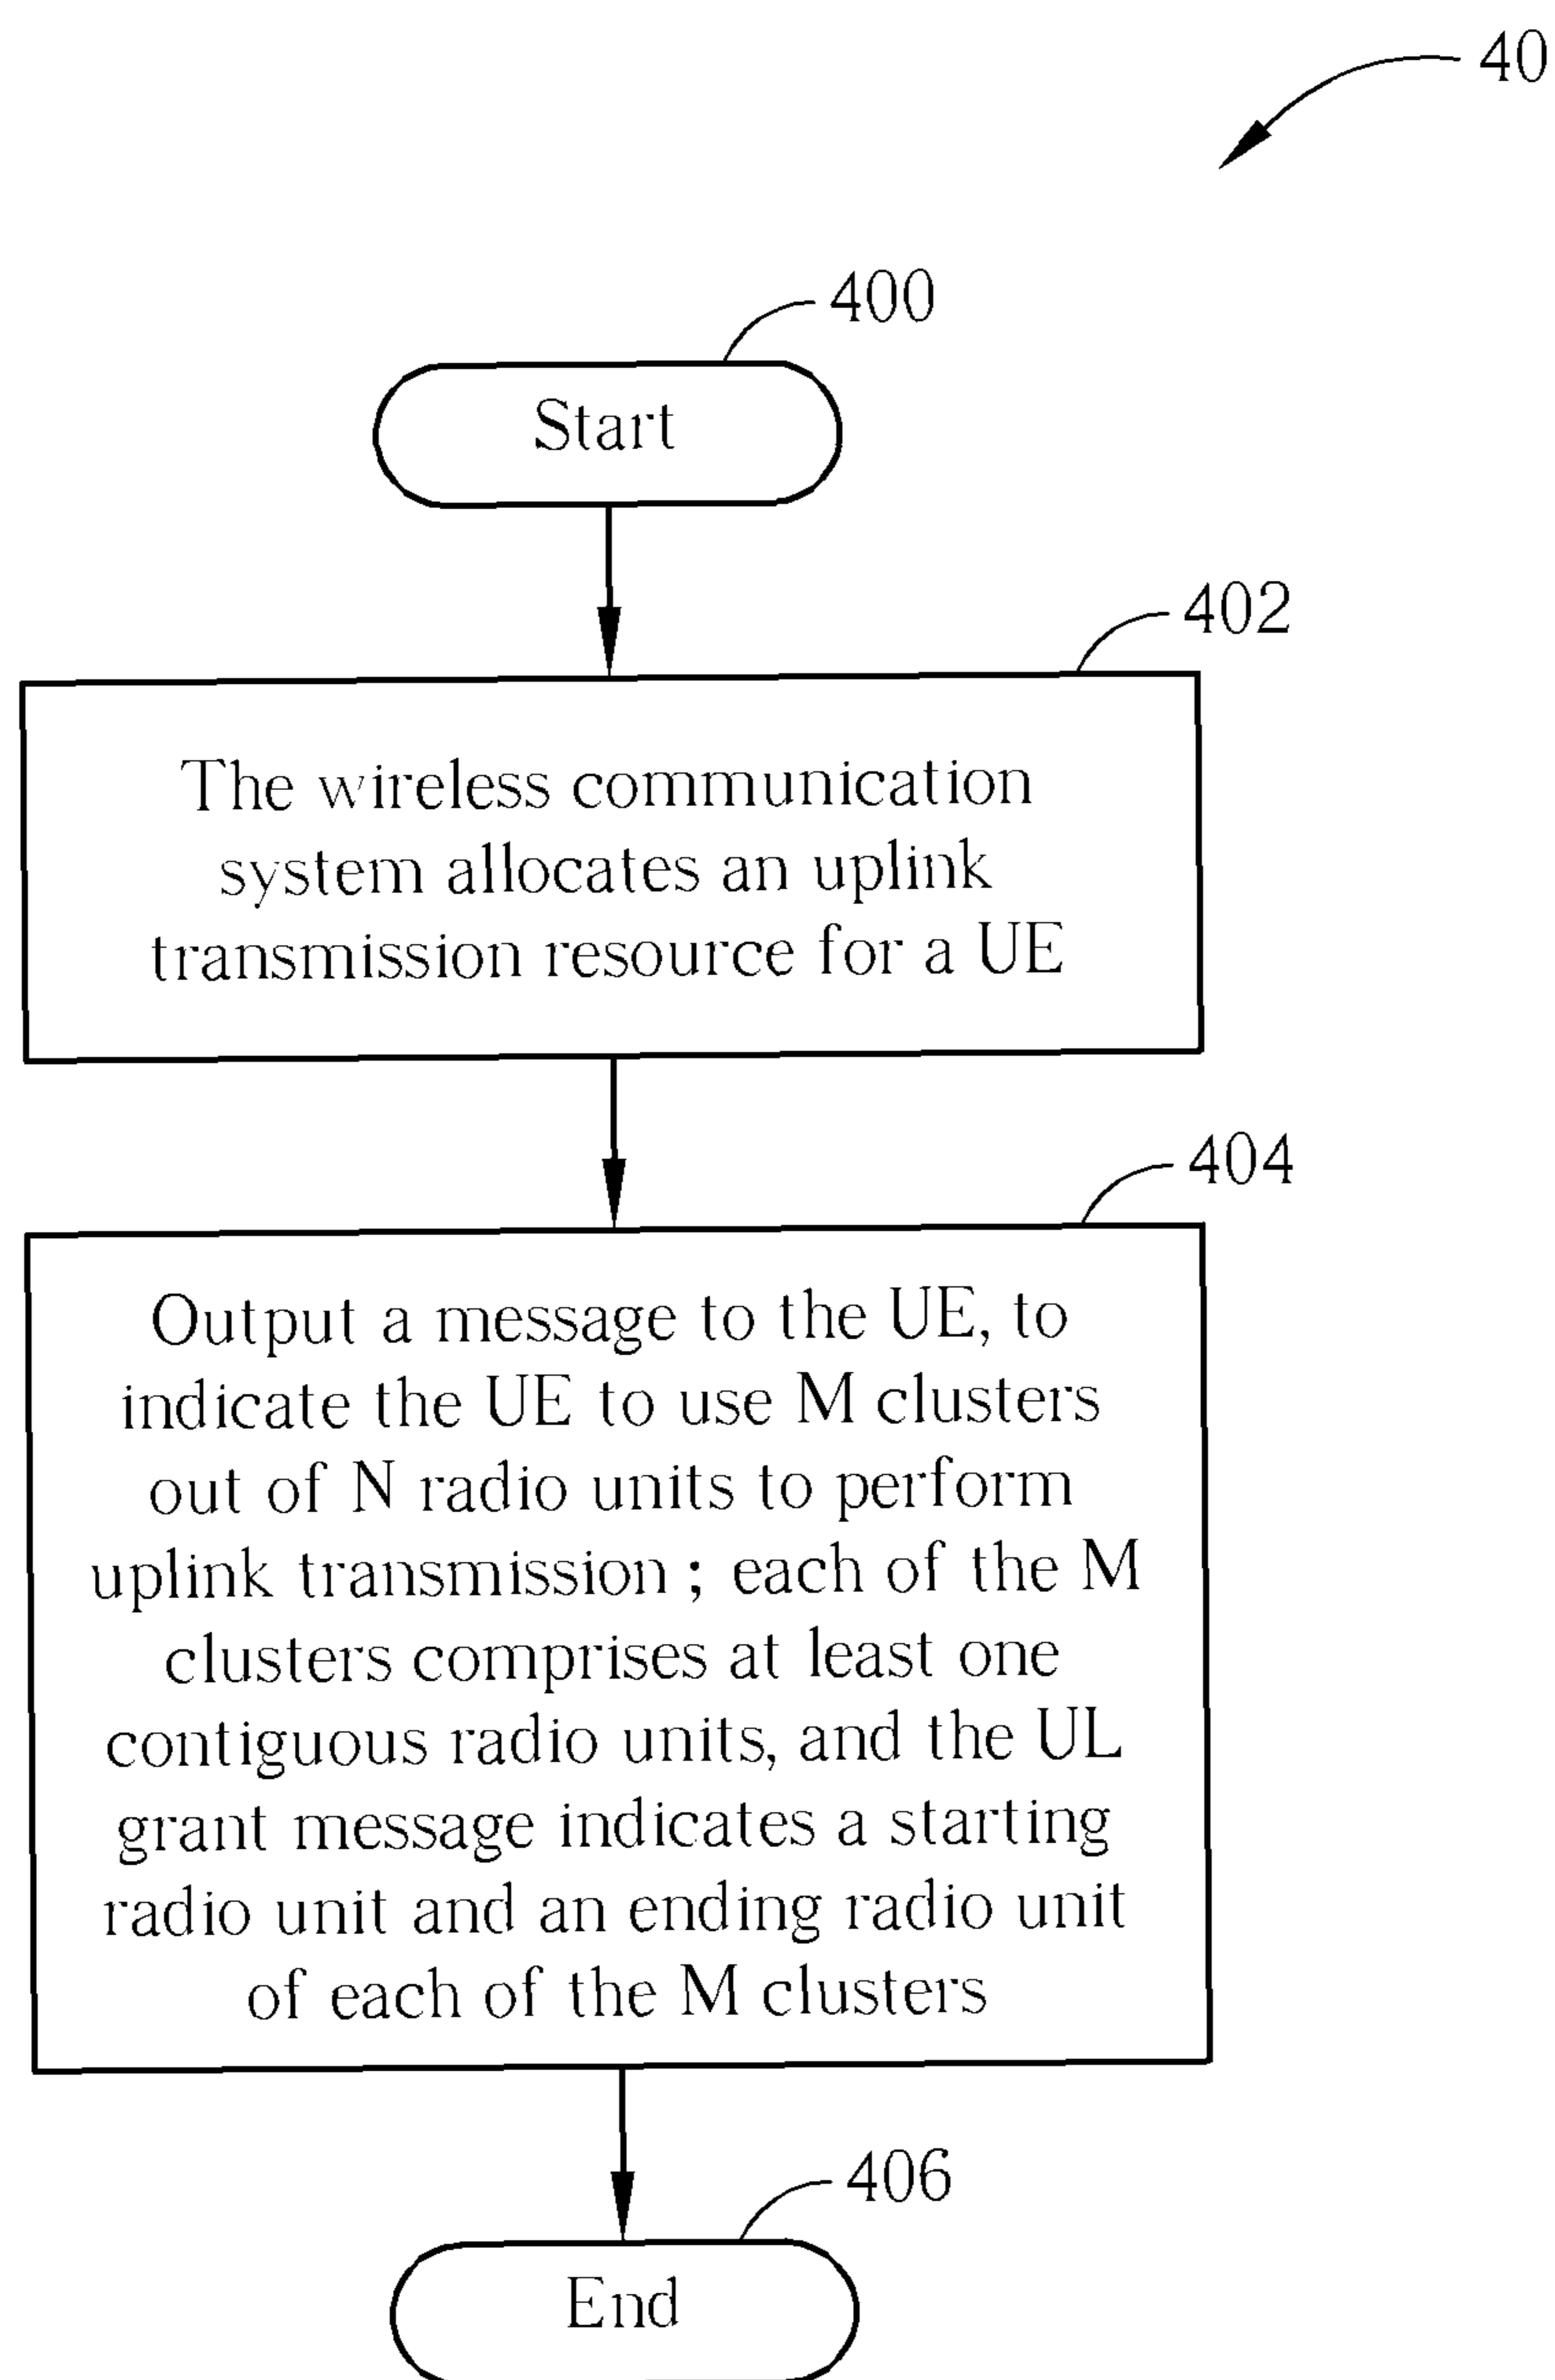 40
400
Start
402
The wireless communication
system allocates an uplink
transmission resource for a UE
404
Output a message to the UE, to
indicate the UE to use M clusters
out of N radio units to perform
uplink transmission ; each of the M
clusters comprises at least one
contiguous radio units, and the UL
grant message indicates a starting
radio unit and an ending radio unit
of each of the M clusters
406
End